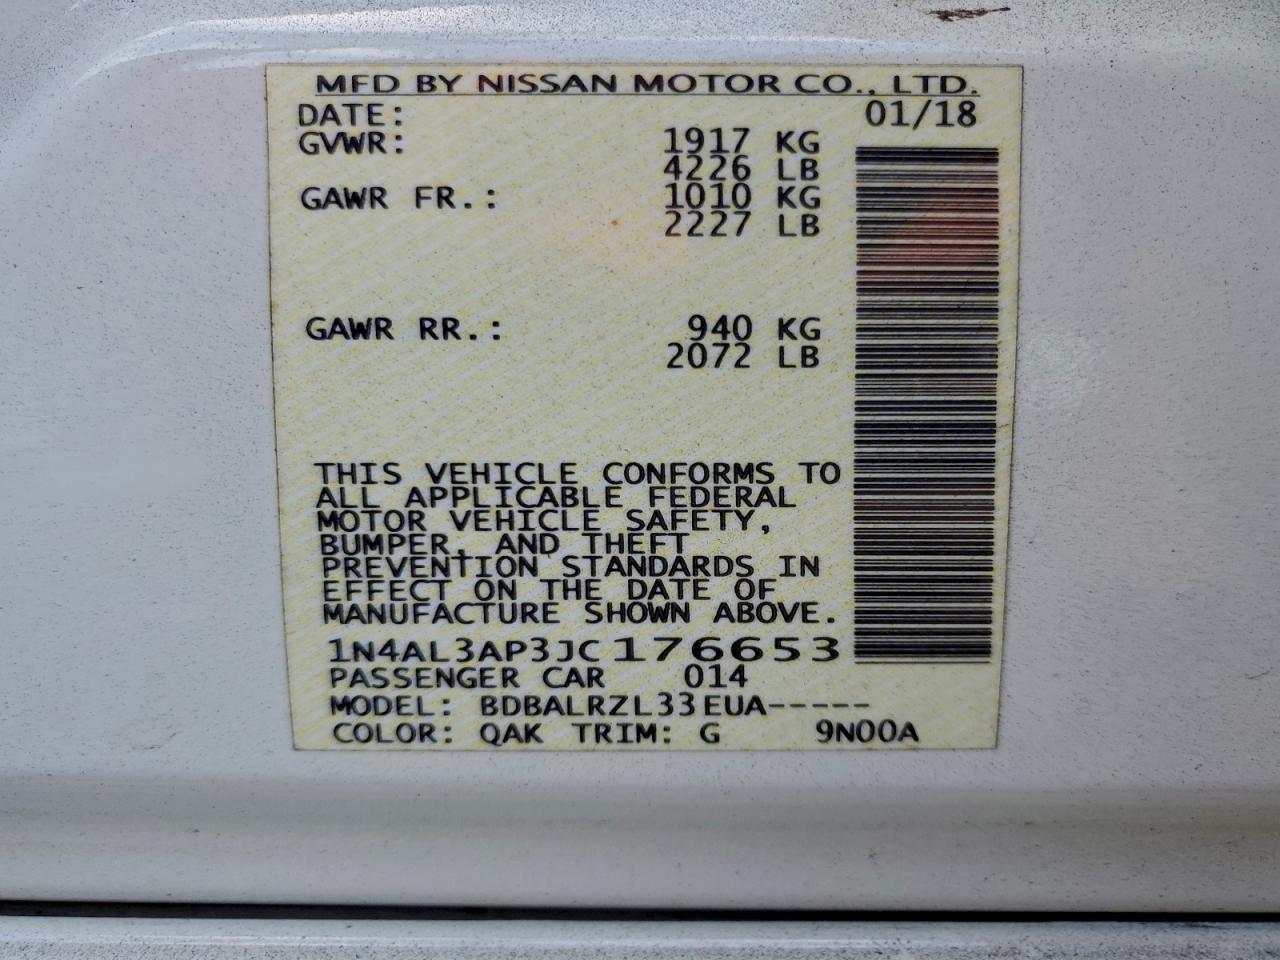 MFD BY NISSAN MOTOR CO., LTD.
DATE: 01/18
GVWR: 1917 KG
4226 LB
GAWR FR.: 1010 KG
2227 LB
GAWR RR.: 940 KG
2072 LB
THIS VEHICLE CONFORMS TO
ALL APPLICABLE FEDERAL
MOTOR VEHICLE SAFETY,
BUMPER, AND THEFT
PREVENTION STANDARDS IN
EFFECT ON THE DATE OF
MANUFACTURE SHOWN ABOVE.
1N4AL3AP3JC176653
PASSENGER CAR 014
MODEL: BDBALRZL33EUA-----
COLOR: QAK TRIM: G 9N00A